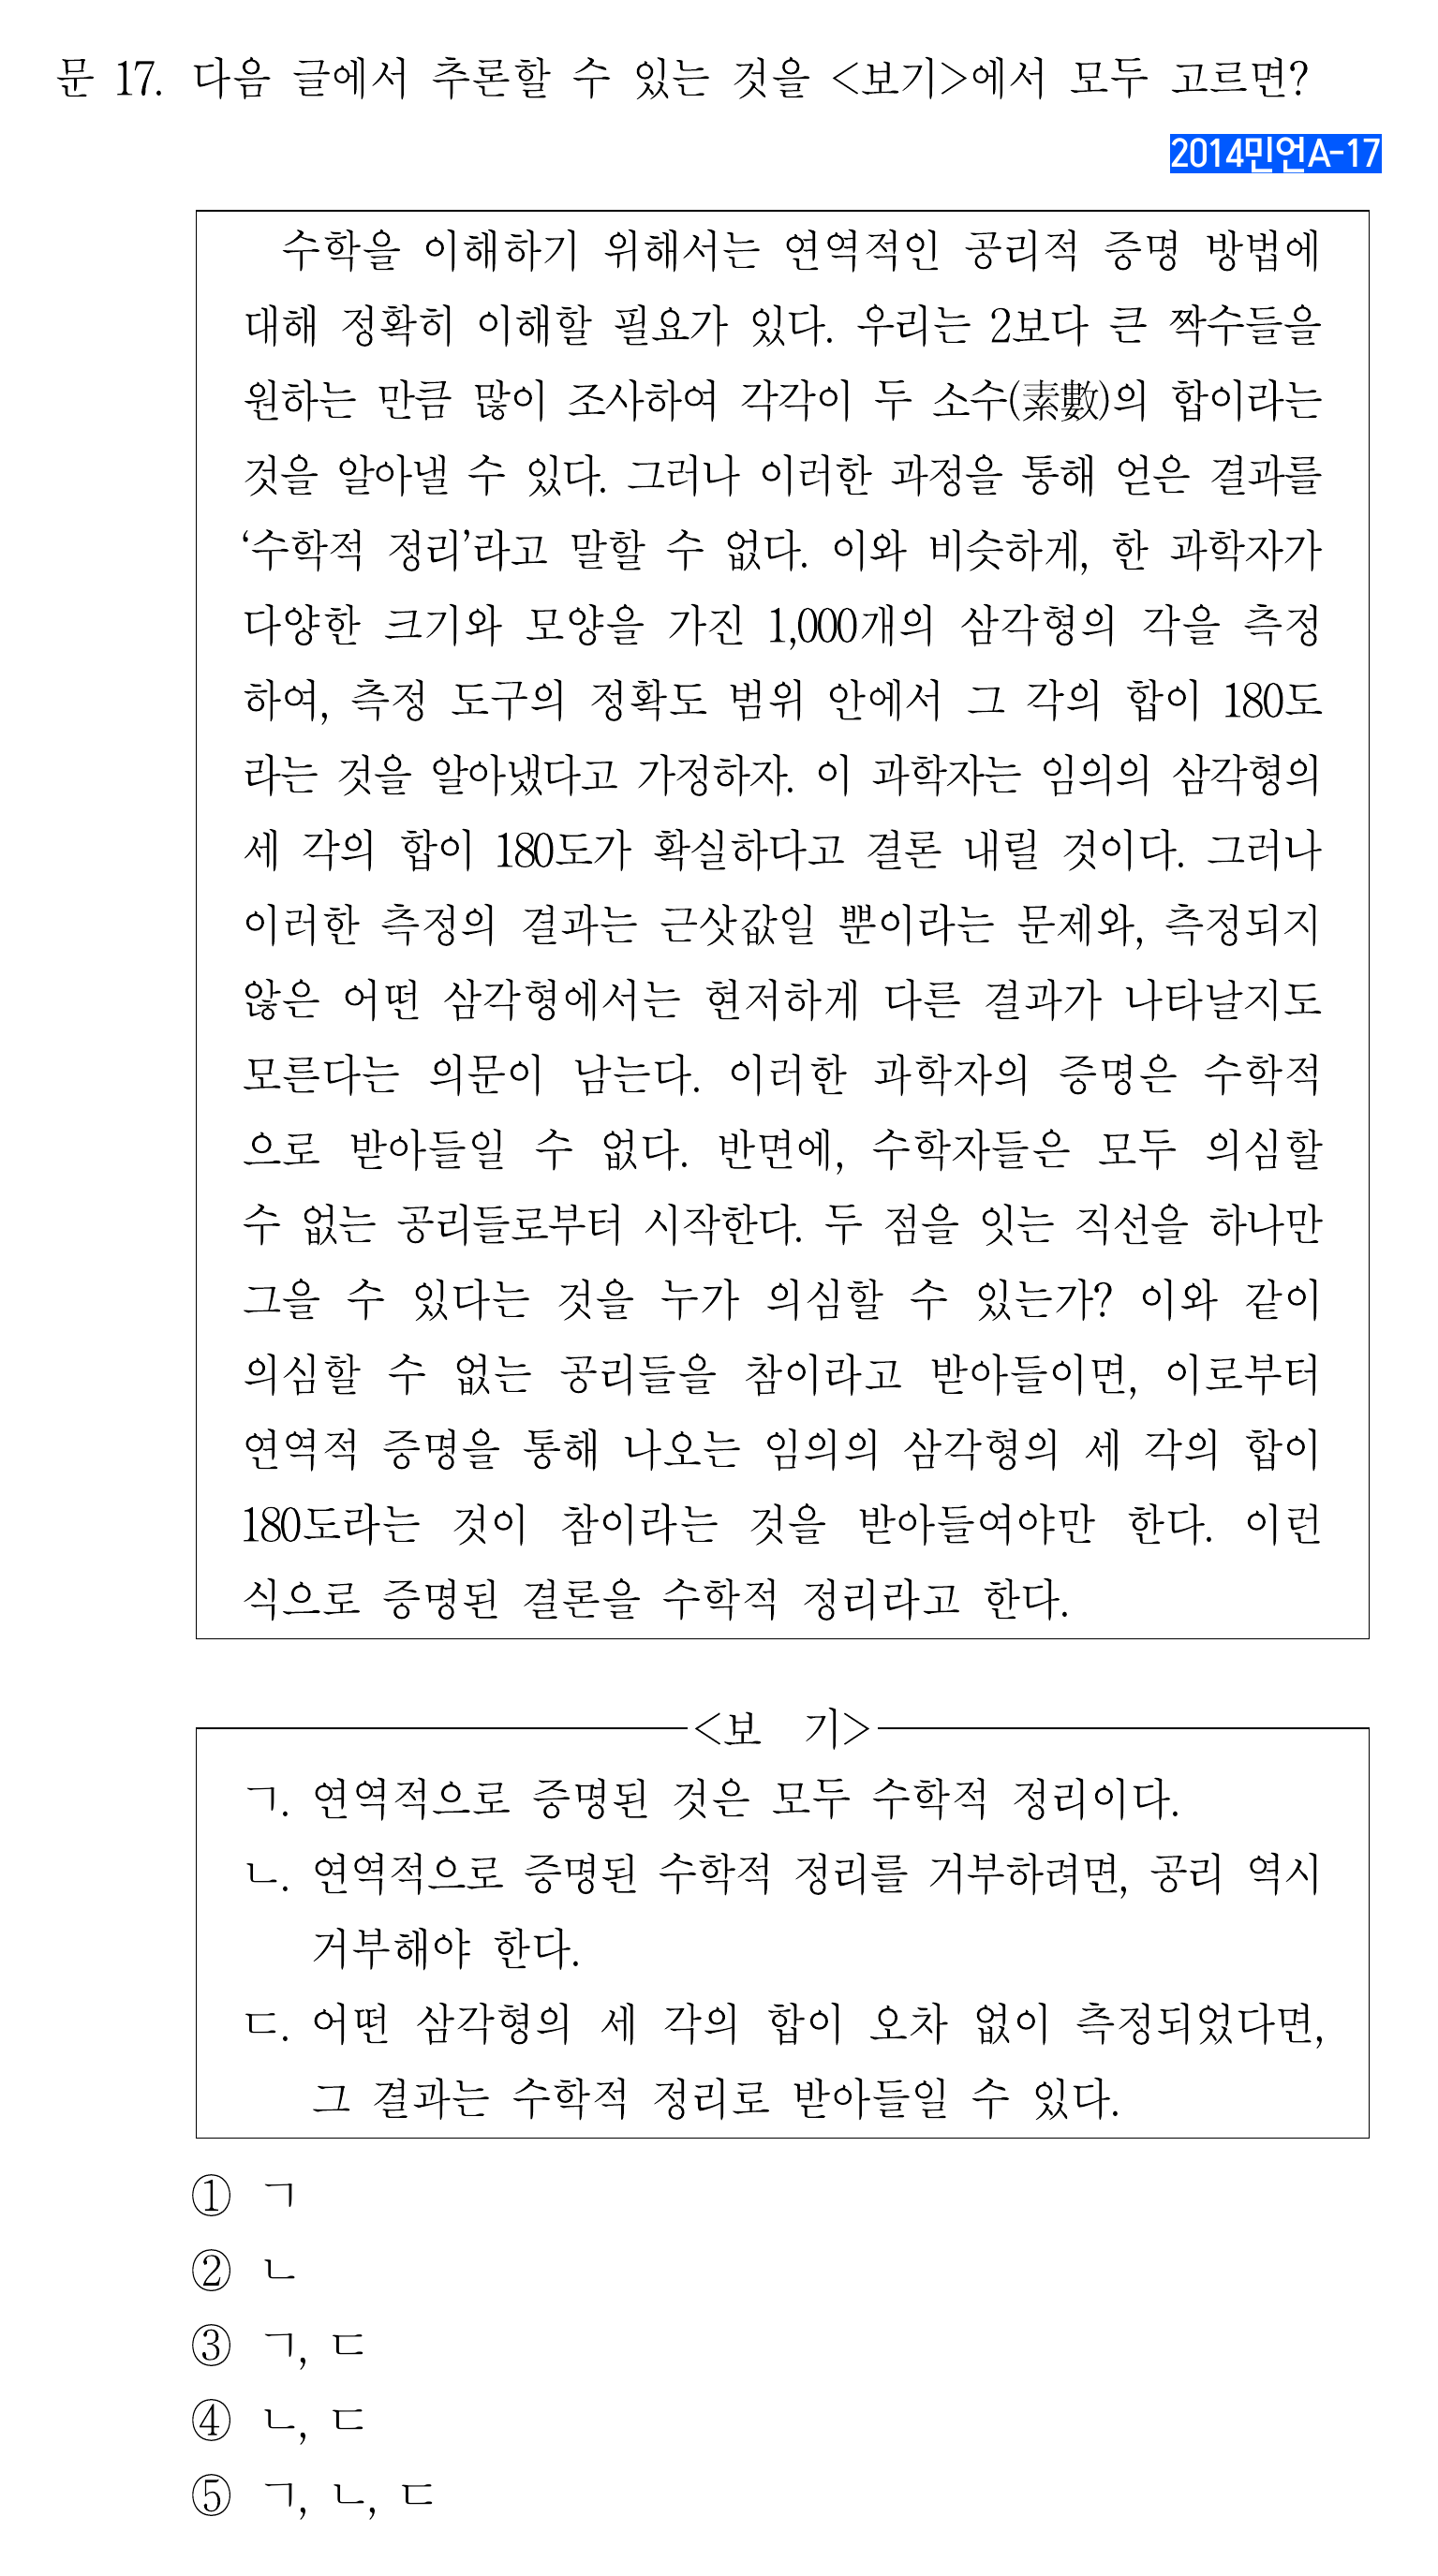 문 17. 다음 글에서 추론할 수 있는 것을 <보기>에서 모두 고르면?
2014민언A-17
수학을 이해하기 위해서는 연역적인 공리적 증명 방법에
대해 정확히 이해할 필요가 있다. 우리는 2보다 큰 짝수들을
원하는 만큼 많이 조사하여 각각이 두 소수(素數)의 합이라는
것을 알아낼 수 있다. 그러나 이러한 과정을 통해 얻은 결과를
‘수학적 정리’라고 말할 수 없다. 이와 비슷하게, 한 과학자가
다양한 크기와 모양을 가진 1,000개의 삼각형의 각을 측정
하여, 측정 도구의 정확도 범위 안에서 그 각의 합이 180도
라는 것을 알아냈다고 가정하자. 이 과학자는 임의의 삼각형의
세 각의 합이 180도가 확실하다고 결론 내릴 것이다. 그러나
이러한 측정의 결과는 근삿값일 뿐이라는 문제와, 측정되지
않은 어떤 삼각형에서는 현저하게 다른 결과가 나타날지도
모른다는 의문이 남는다. 이러한 과학자의 증명은 수학적
으로 받아들일 수 없다. 반면에, 수학자들은 모두 의심할
수 없는 공리들로부터 시작한다. 두 점을 잇는 직선을 하나만
그을 수 있다는 것을 누가 의심할 수 있는가? 이와 같이
의심할 수 없는 공리들을 참이라고 받아들이면, 이로부터
연역적 증명을 통해 나오는 임의의 삼각형의 세 각의 합이
180도라는 것이 참이라는 것을 받아들여야만 한다. 이런
식으로 증명된 결론을 수학적 정리라고 한다.
<보 기>
ㄱ. 연역적으로 증명된 것은 모두 수학적 정리이다.
ㄴ. 연역적으로 증명된 수학적 정리를 거부하려면, 공리 역시
거부해야 한다.
ㄷ. 어떤 삼각형의 세 각의 합이 오차 없이 측정되었다면,
그 결과는 수학적 정리로 받아들일 수 있다.
① ㄱ
② ㄴ
③ ㄱ, ㄷ
④ ㄴ, ㄷ
⑤ ㄱ, ㄴ, ㄷ